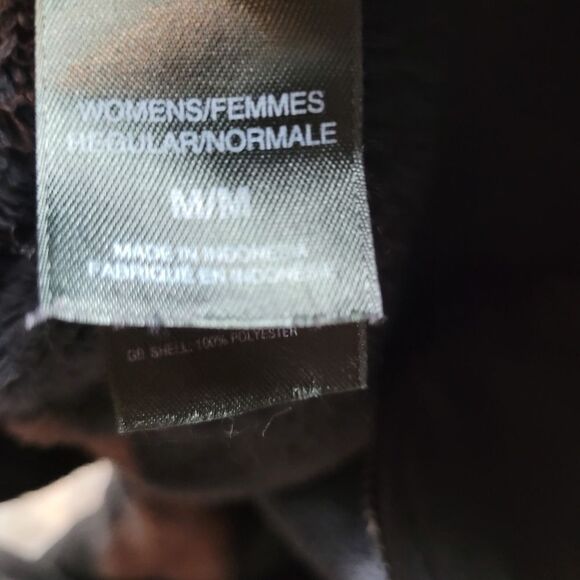 WOMENS/FEMMES
REGULAR/NORMALE
M/M
MADE IN INDONESIA
FABRIQUE EN INDONESIE
GB SHELL: 100% POLYESTER